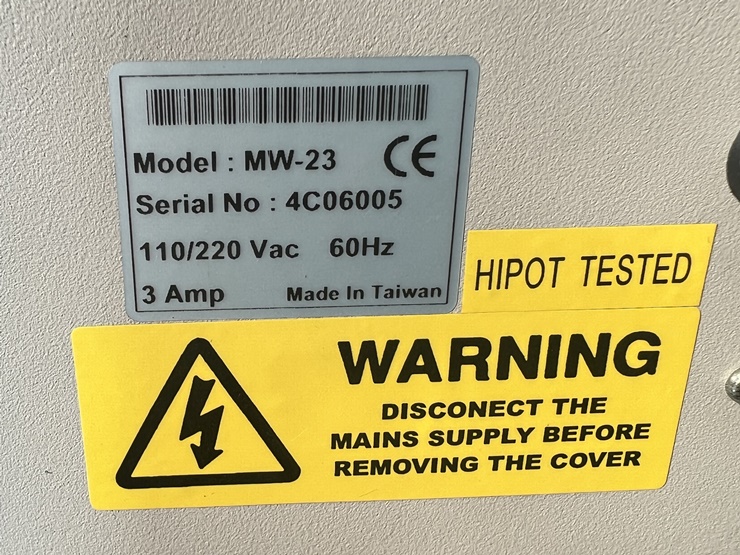 Model : MW-23 CE
Serial No : 4C06005
110/220 Vac 60Hz
3 Amp Made In Taiwan
HIPOT TESTED
WARNING
DISCONECT THE
MAINS SUPPLY BEFORE
REMOVING THE COVER